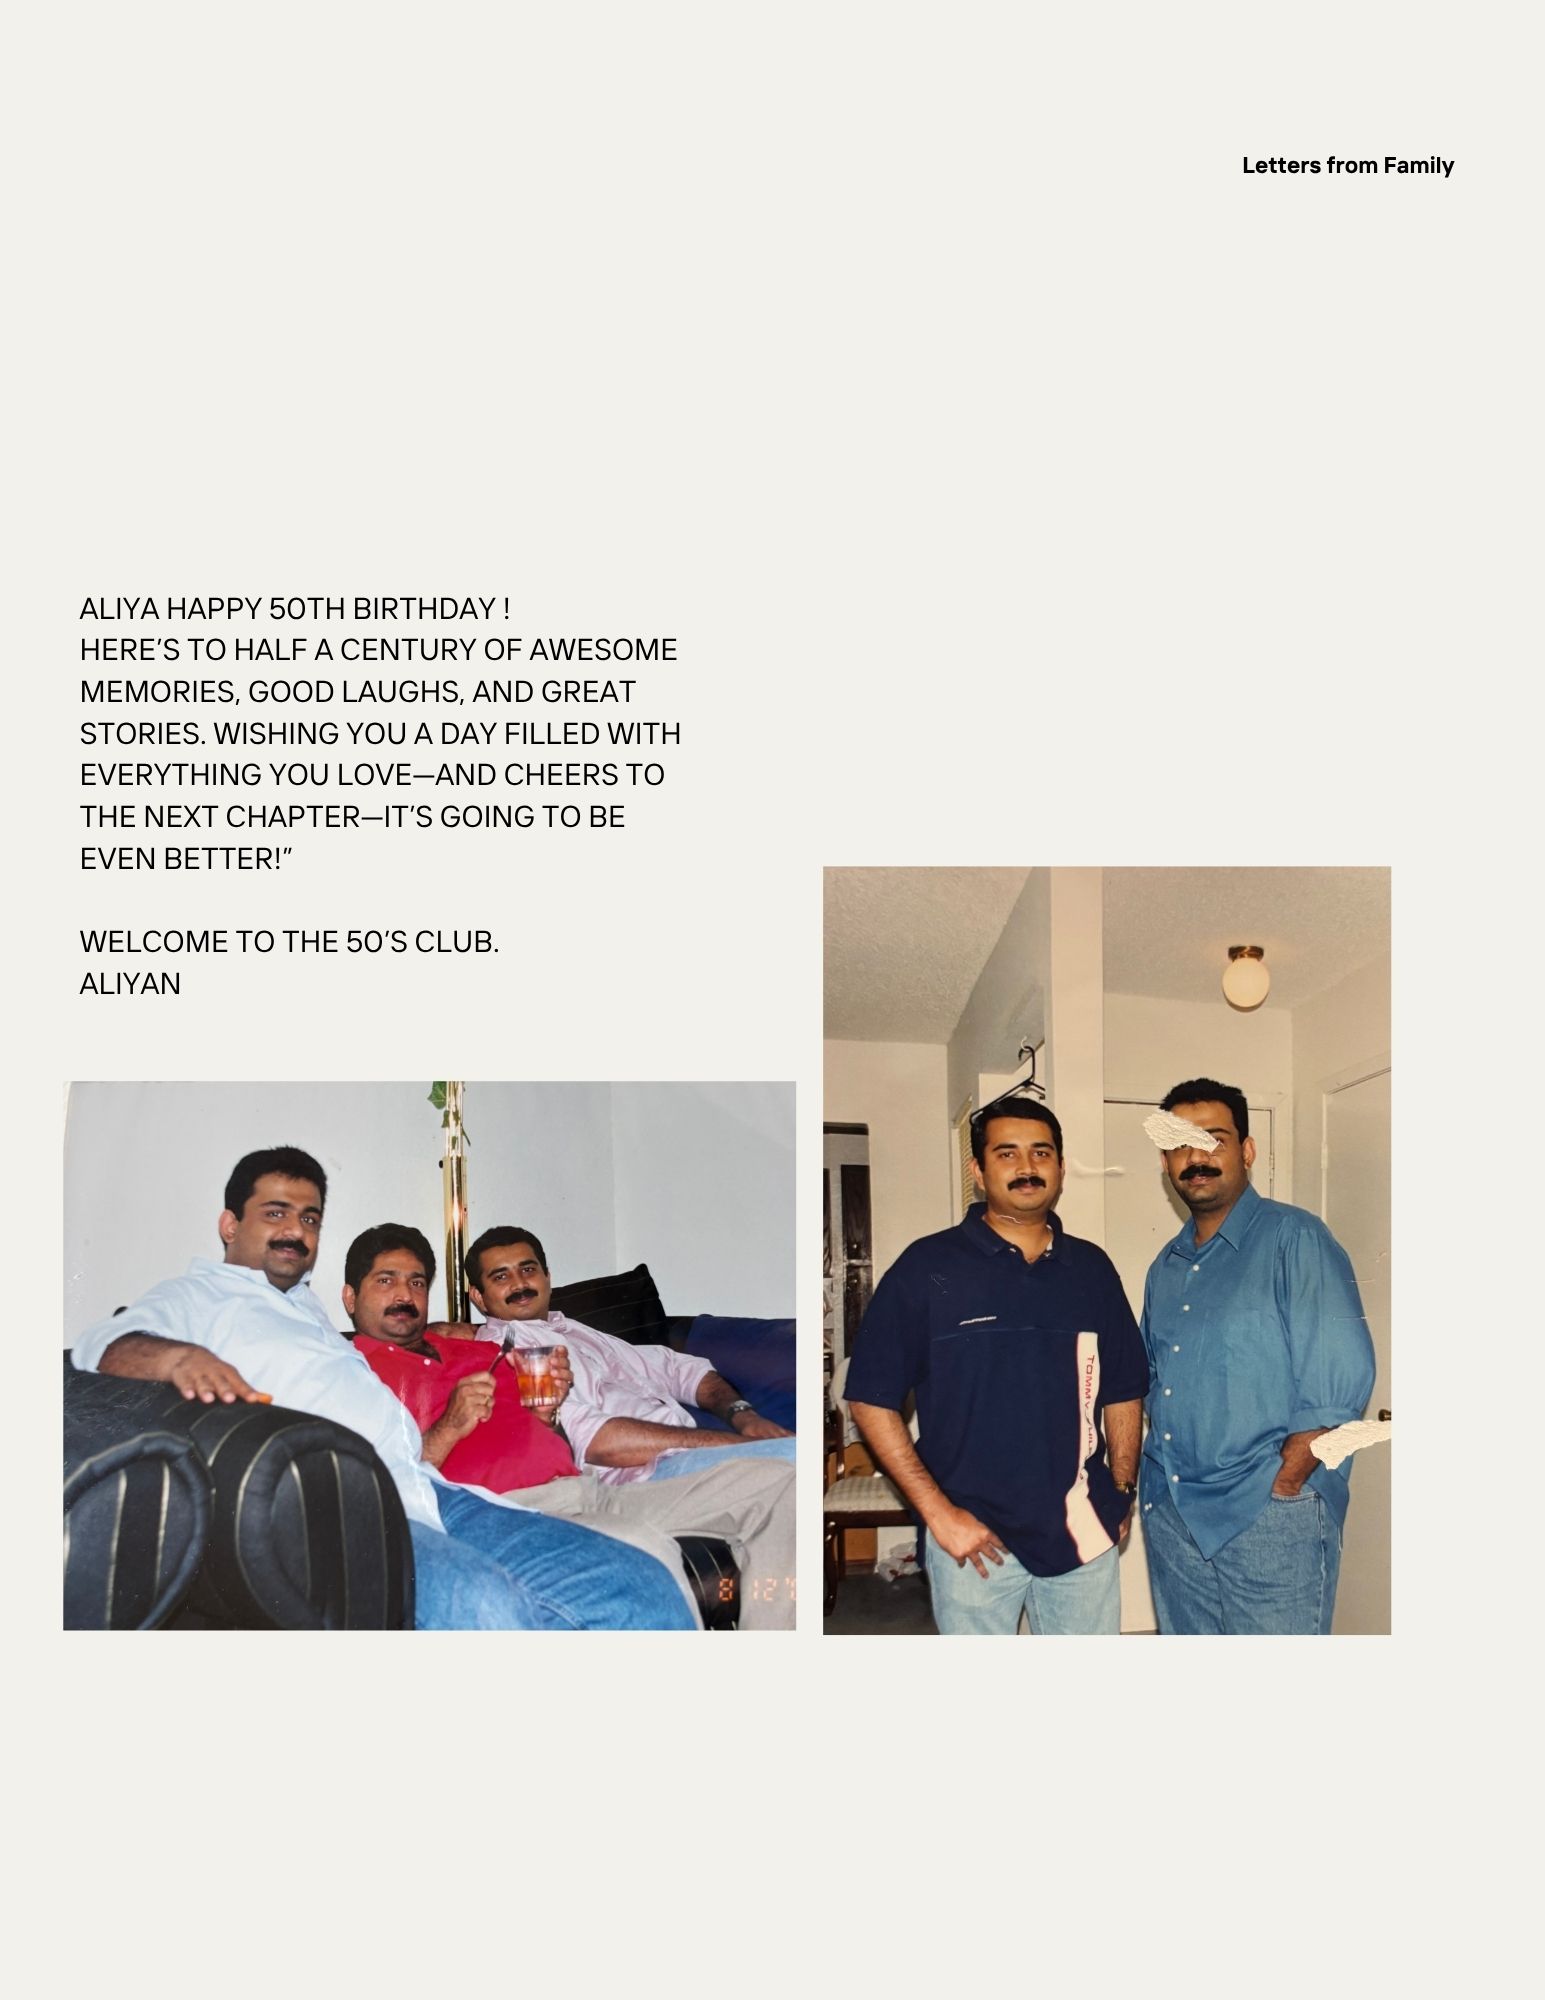 Letters from Family
ALIYA HAPPY 50TH BIRTHDAY !
HERE’S TO HALF A CENTURY OF AWESOME
MEMORIES, GOOD LAUGHS, AND GREAT
STORIES. WISHING YOU A DAY FILLED WITH
EVERYTHING YOU LOVE—AND CHEERS TO
THE NEXT CHAPTER—IT’S GOING TO BE
EVEN BETTER!”
WELCOME TO THE 50’S CLUB.
ALIYAN
TOMMY
8 12